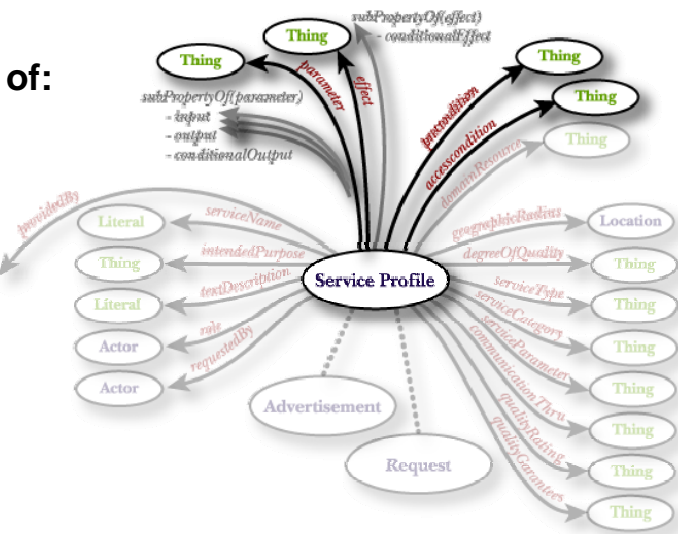 of:
subPropertyOf(effect)
- conditionalEffect
Thing
Thing
Thing
Thing
Thing
parameter
effect
precondition
accesscondition
domainResource
subPropertyOf(parameter)
- input
- output
- conditionalOutput
providedBy
Literal
serviceName
Thing
intendedPurpose
Literal
textDescription
Actor
role
Actor
requestedBy
Service Profile
geographicRadius
Location
degreeOfQuality
Thing
serviceType
Thing
serviceCategory
Thing
serviceParameter
Thing
communicationThru
Thing
qualityRating
Thing
qualityGarantees
Thing
Advertisement
Request